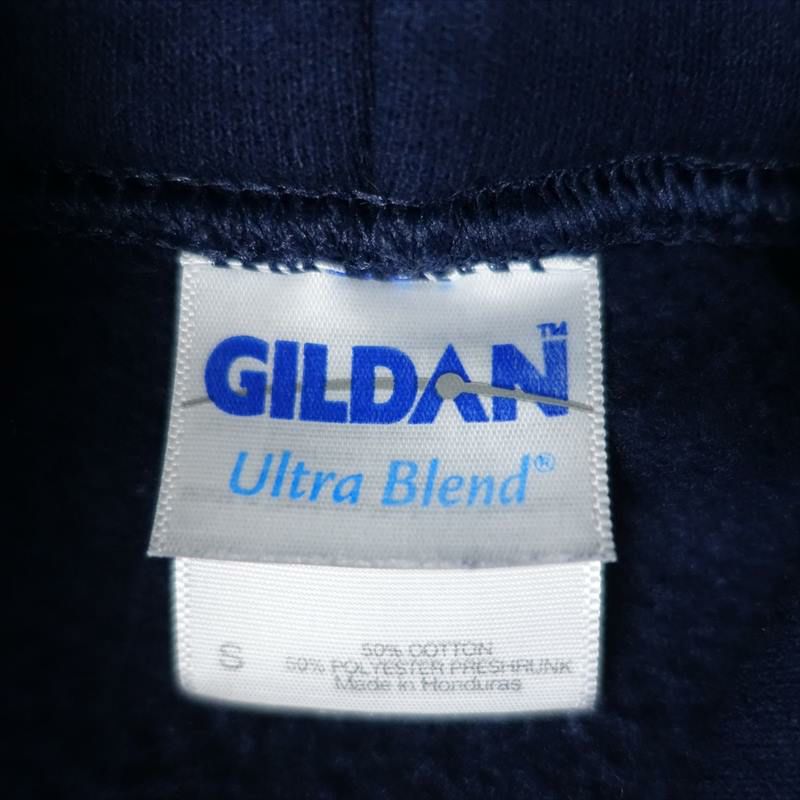 GILDAN™
Ultra Blend®
S
50% COTTON
50% POLYESTER PRESHRUNK
Made in Honduras